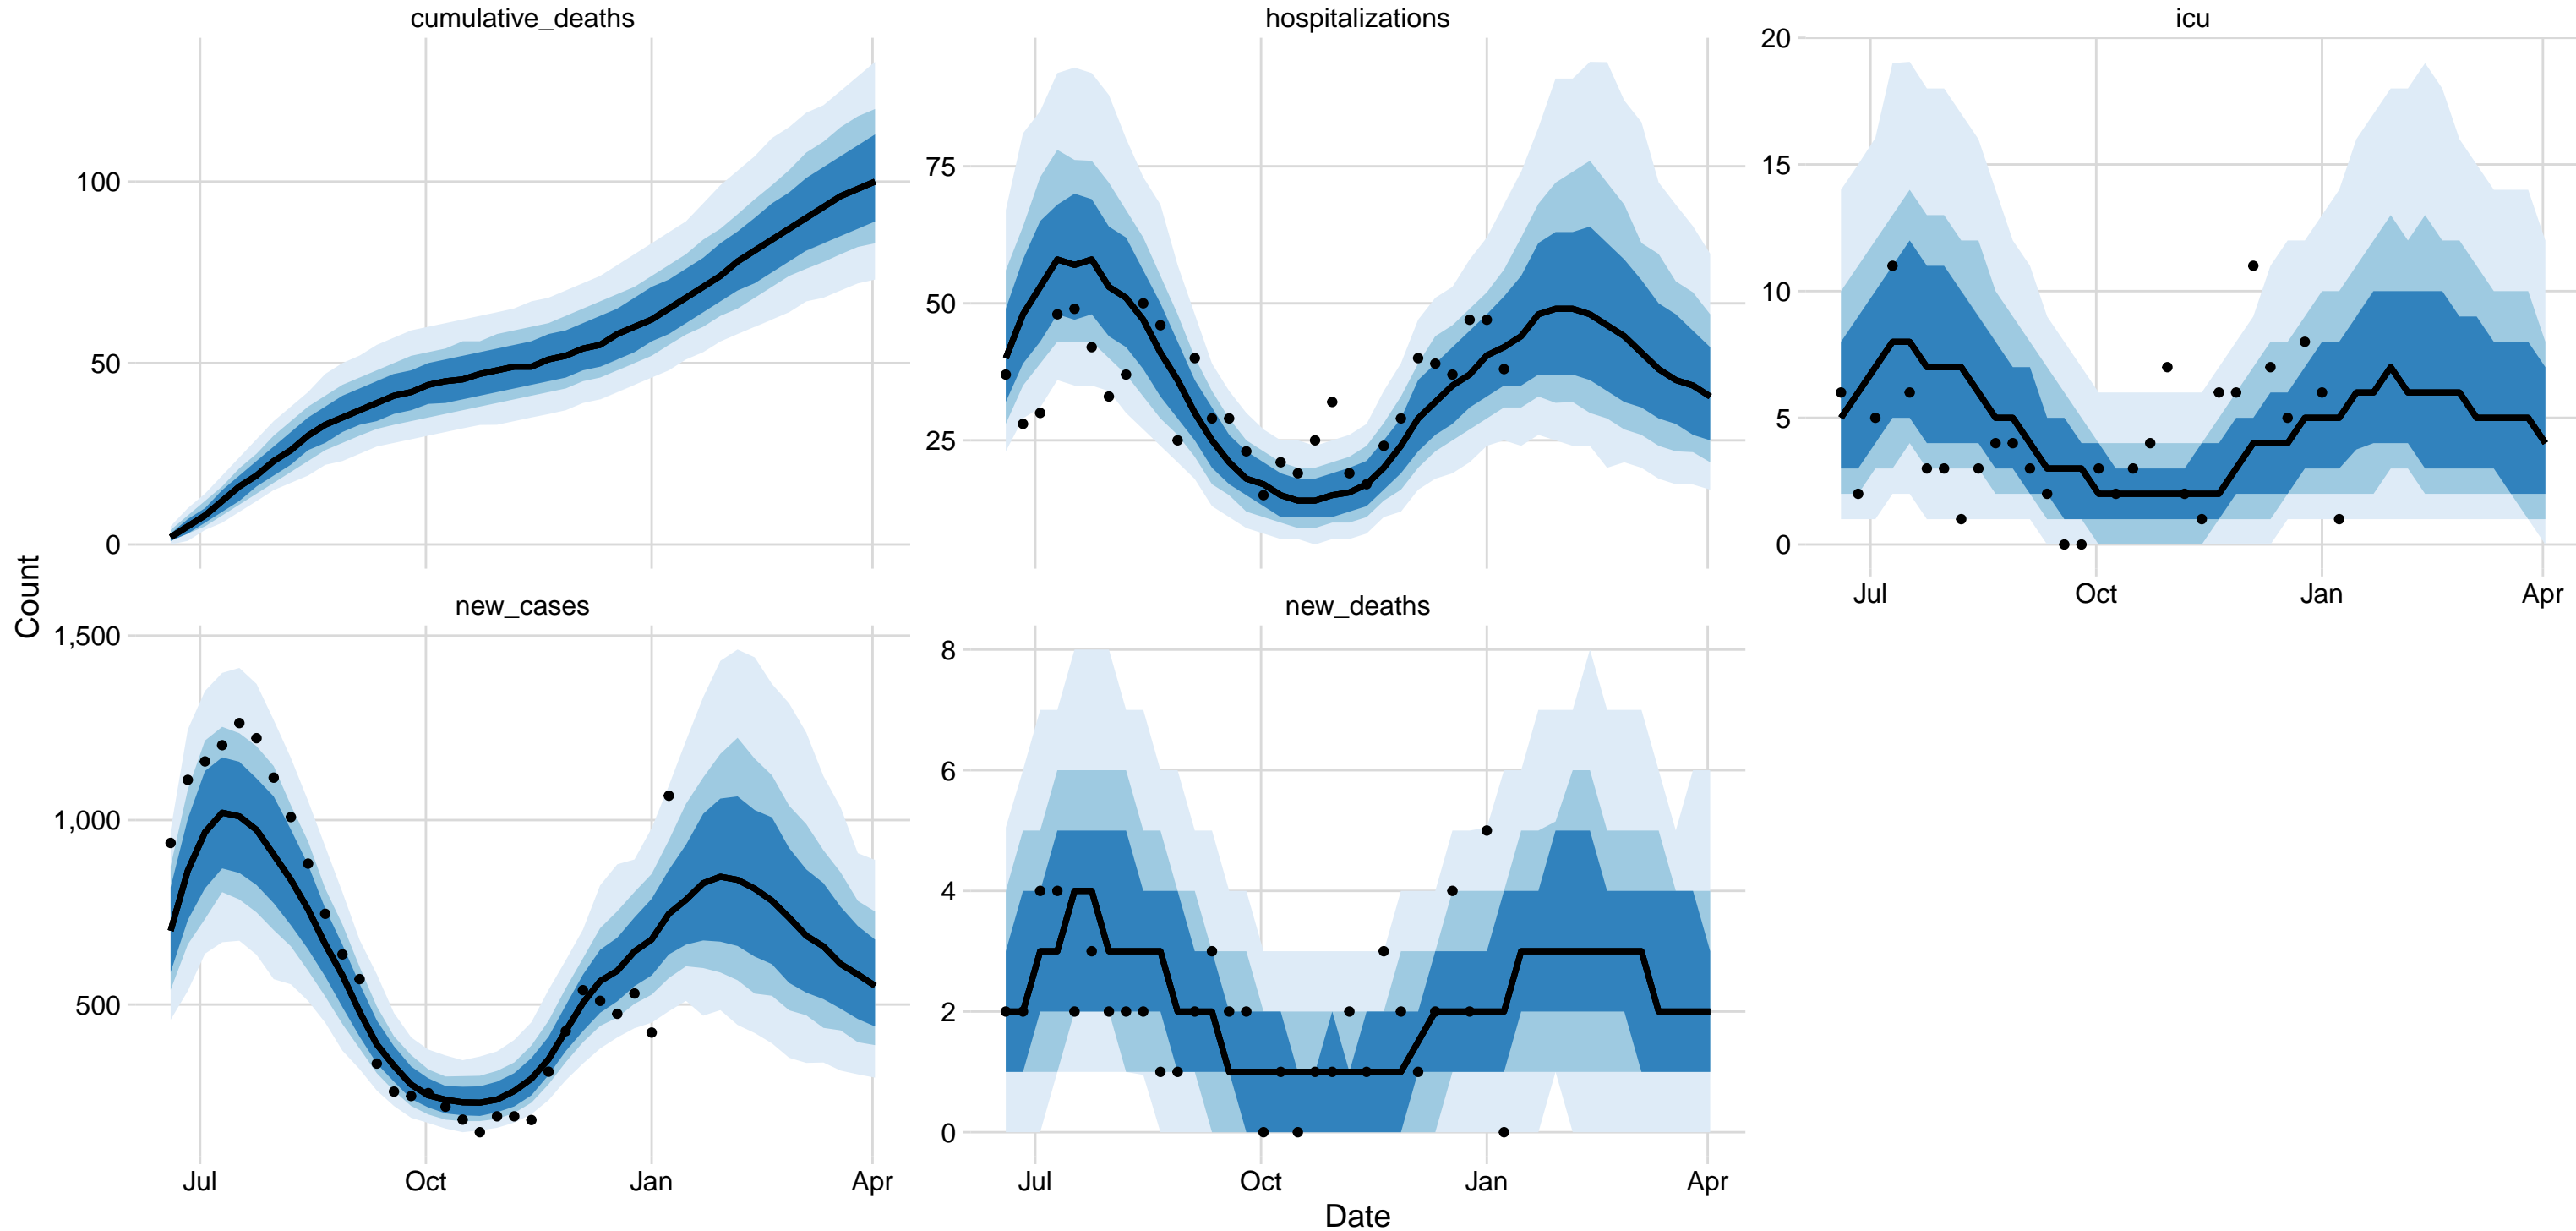 cumulative_deaths
hospitalizations
icu
100
50
0
75
50
25
20
15
10
5
0
Jul Oct Jan Apr
Count
new_cases
new_deaths
1,500
1,000
500
8
6
4
2
0
Jul Oct Jan Apr
Jul Oct Jan Apr
Date